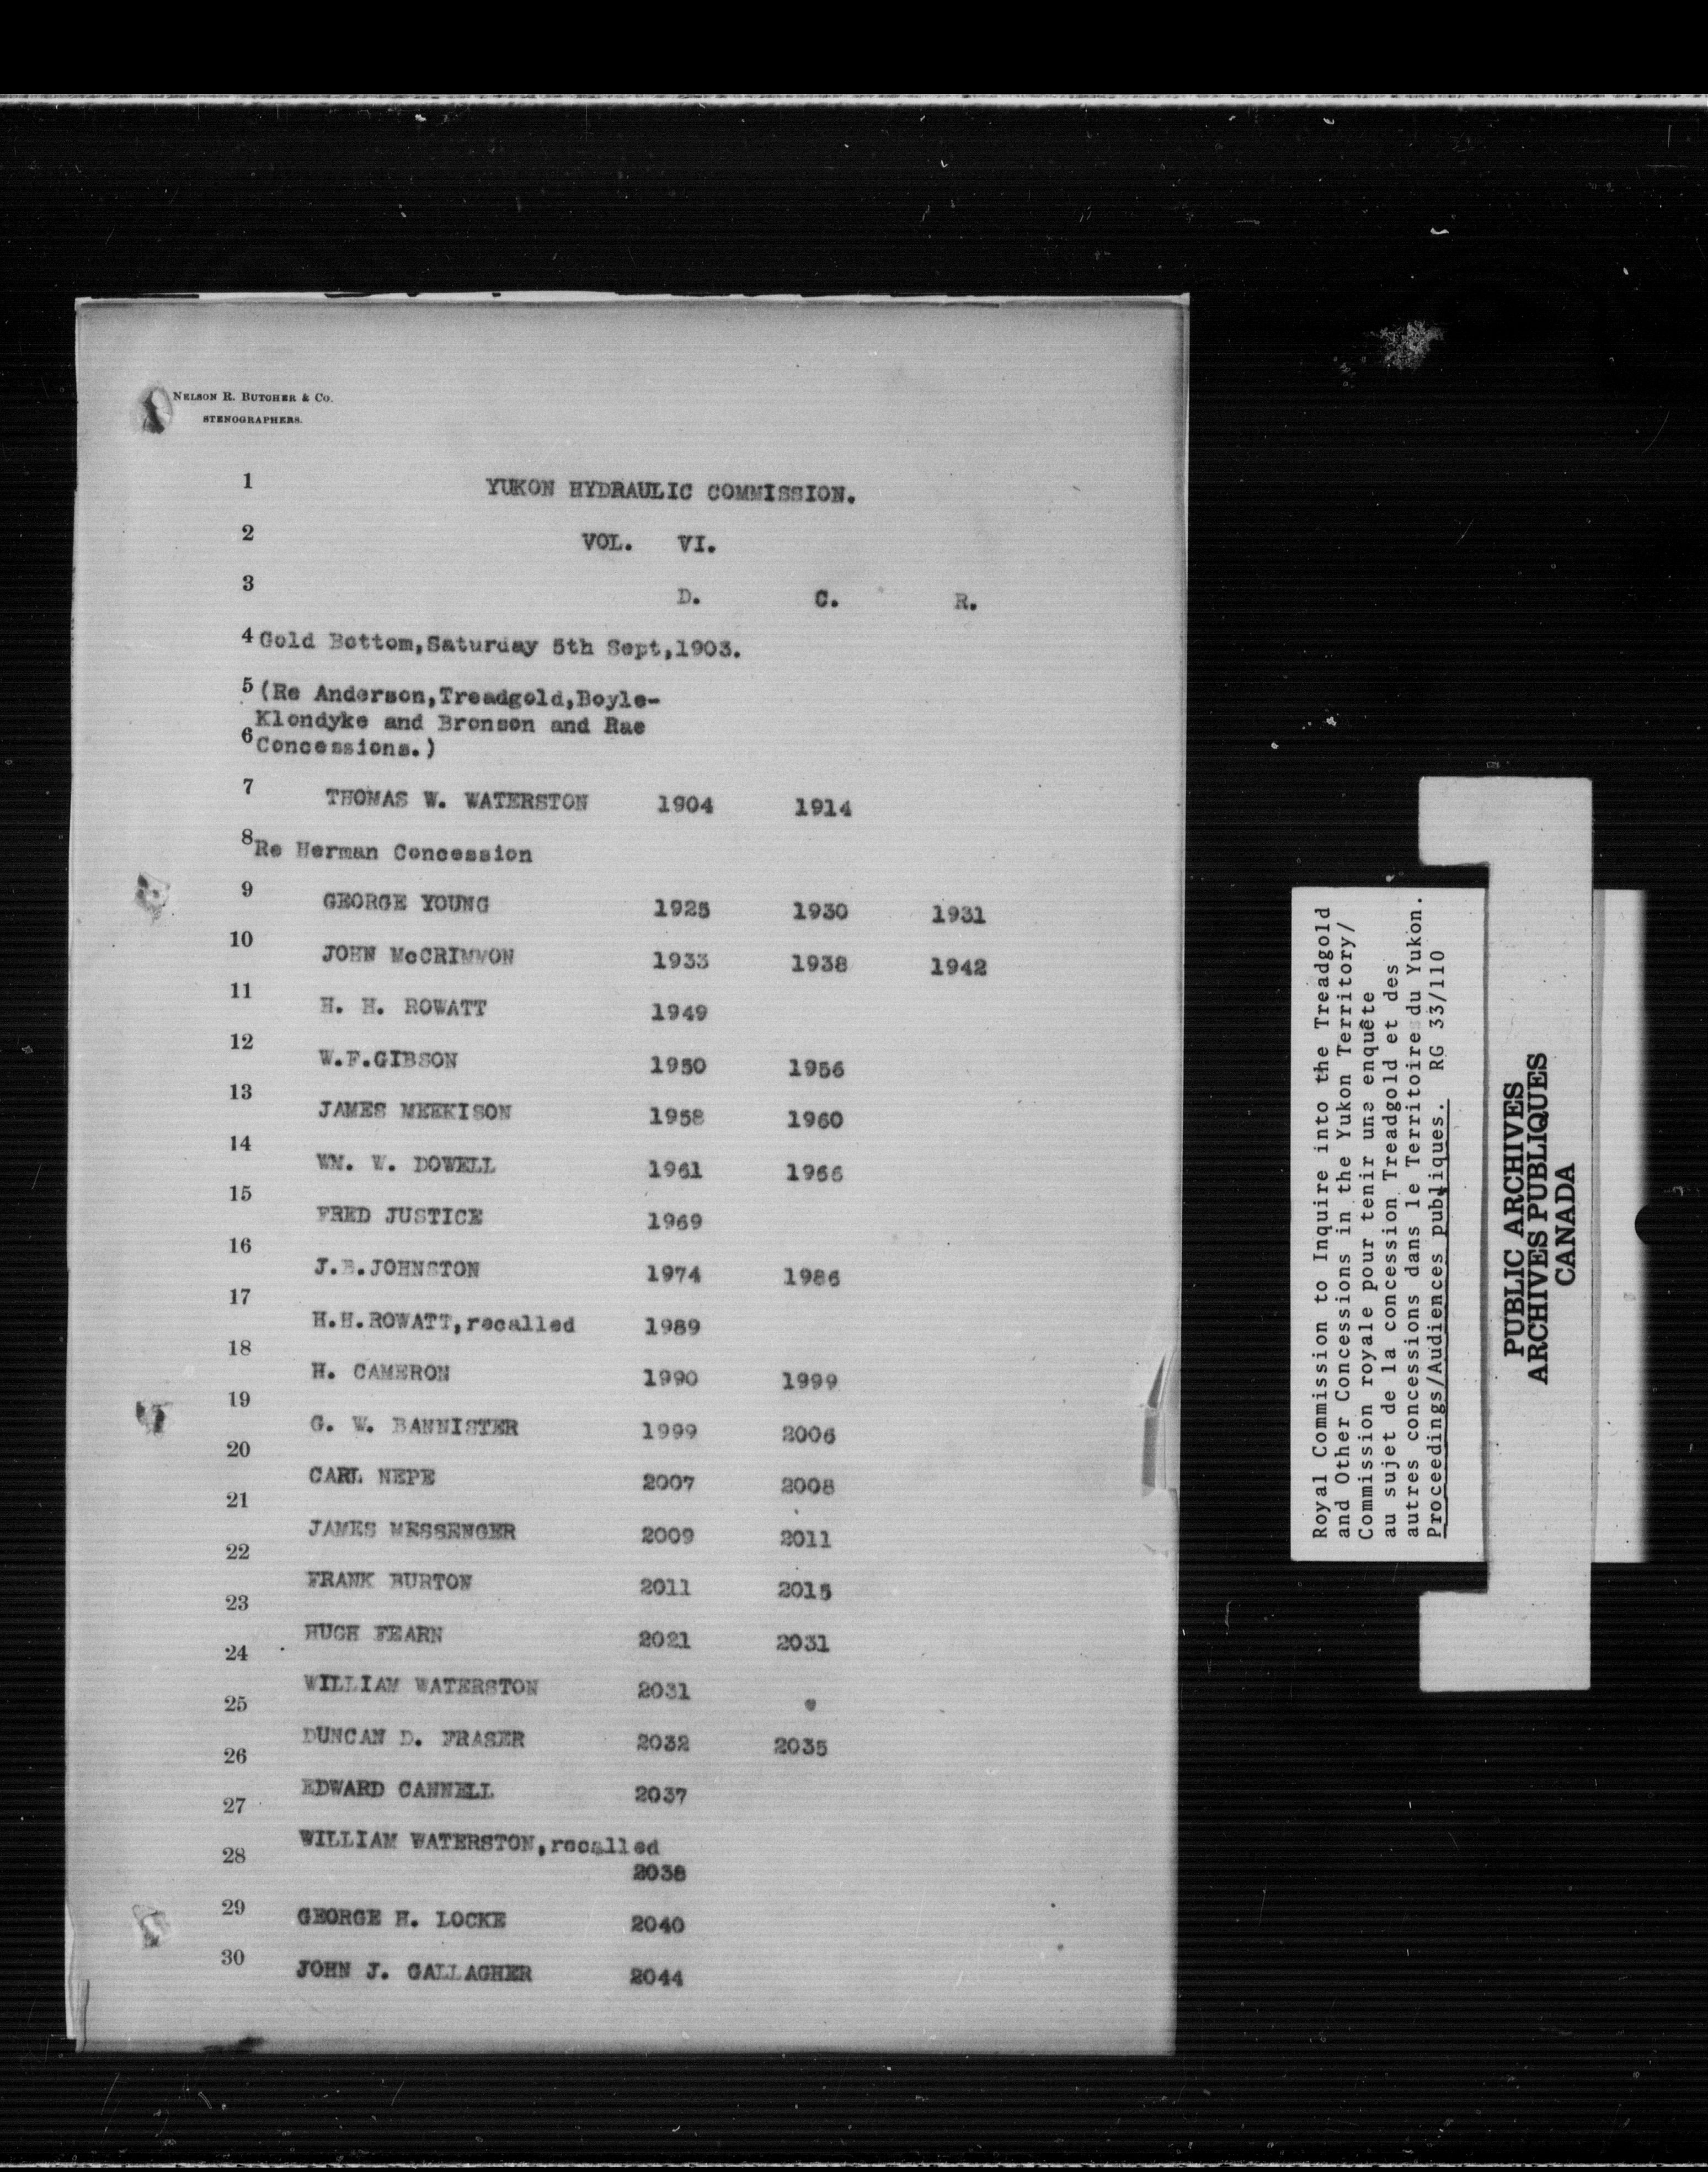 NELSON R. BUTCHER & CO.
STENOGRAPHERS.
1 YUKON HYDRAULIC COMMISSION.
2 VOL. VI.
3 D. C. R.
4 Gold Bottom,Saturday 5th Sept,1903.
5 (Re Anderson,Treadgold,Boyle-
Klondyke and Bronson and Rae
6 Concessions.)
7 THOMAS W. WATERSTON 1904 1914
8 Re Herman Concession
9 GEORGE YOUNG 1925 1930 1931
10 JOHN McCRIMMON 1933 1938 1942
11 H. H. ROWATT 1949
12 W.F.GIBSON 1950 1956
13 JAMES MEEKISON 1958 1960
14 WM. W. DOWELL 1961 1966
15 FRED JUSTICE 1969
16 J.B.JOHNSTON 1974 1986
17 H.H.ROWATT,recalled 1989
18 H. CAMERON 1990 1999
19 G. W. BANNISTER 1999 2006
20 CARL NEPE 2007 2008
21 JAMES MESSENGER 2009 2011
22 FRANK BURTON 2011 2015
23 HUGH FEARN 2021 2031
24 WILLIAM WATERSTON 2031
25 DUNCAN D. FRASER 2032 2035
26 EDWARD CANNELL 2037
27 WILLIAM WATERSTON,recalled
28 2038
29 GEORGE H. LOCKE 2040
30 JOHN J. GALLAGHER 2044
Royal Commission to Inquire into the Treadgold
and Other Concessions in the Yukon Territory/
Commission royale pour tenir une enquête
au sujet de la concession Treadgold et des
autres concessions dans le Territoire du Yukon.
Proceedings/Audiences publiques. RG 33/110
PUBLIC ARCHIVES
ARCHIVES PUBLIQUES
CANADA